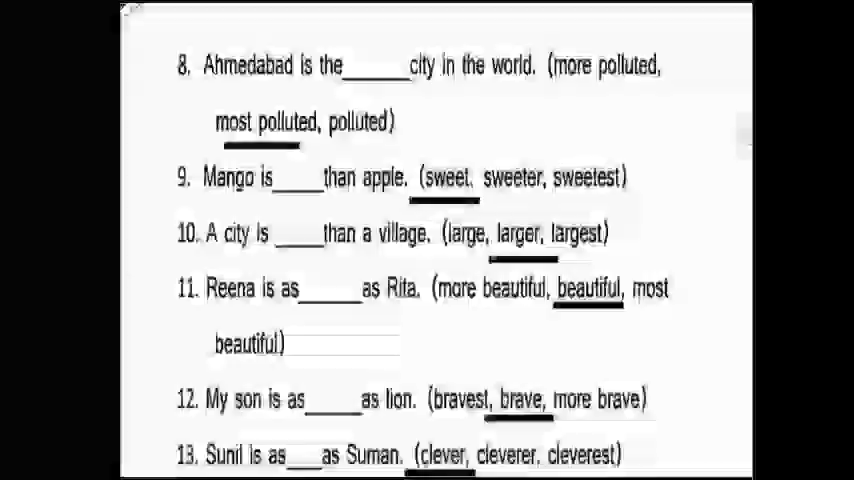 8. Ahmedabad is the______city in the world. (more polluted,
most polluted, polluted)
9. Mango is_____than apple. (sweet, sweeter, sweetest)
10. A city is _____than a village. (large, larger, largest)
11. Reena is as______as Rita. (more beautiful, beautiful, most
beautiful)
12. My son is as_____as lion. (bravest, brave, more brave)
13. Sunil is as___as Suman. (clever, cleverer, cleverest)